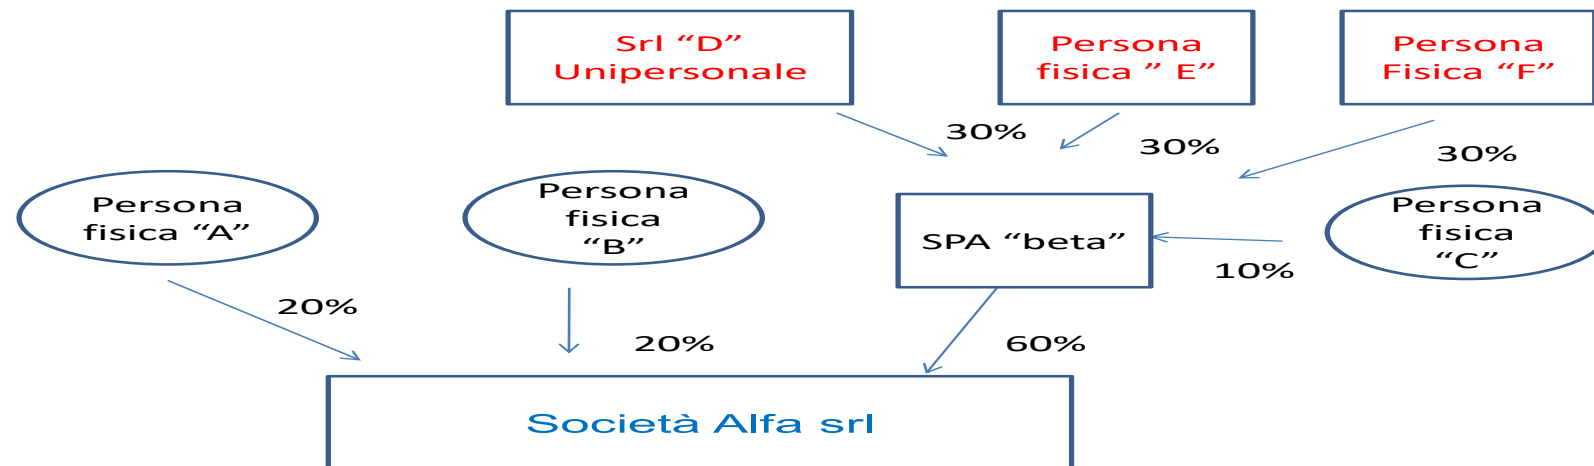 Srl “D”
Unipersonale
Persona
fisica ” E”
Persona
Fisica “F”
30%
30%
30%
Persona
fisica “A”
Persona
fisica
“B”
SPA “beta”
Persona
fisica
“C”
10%
20%
20%
60%
Società Alfa srl